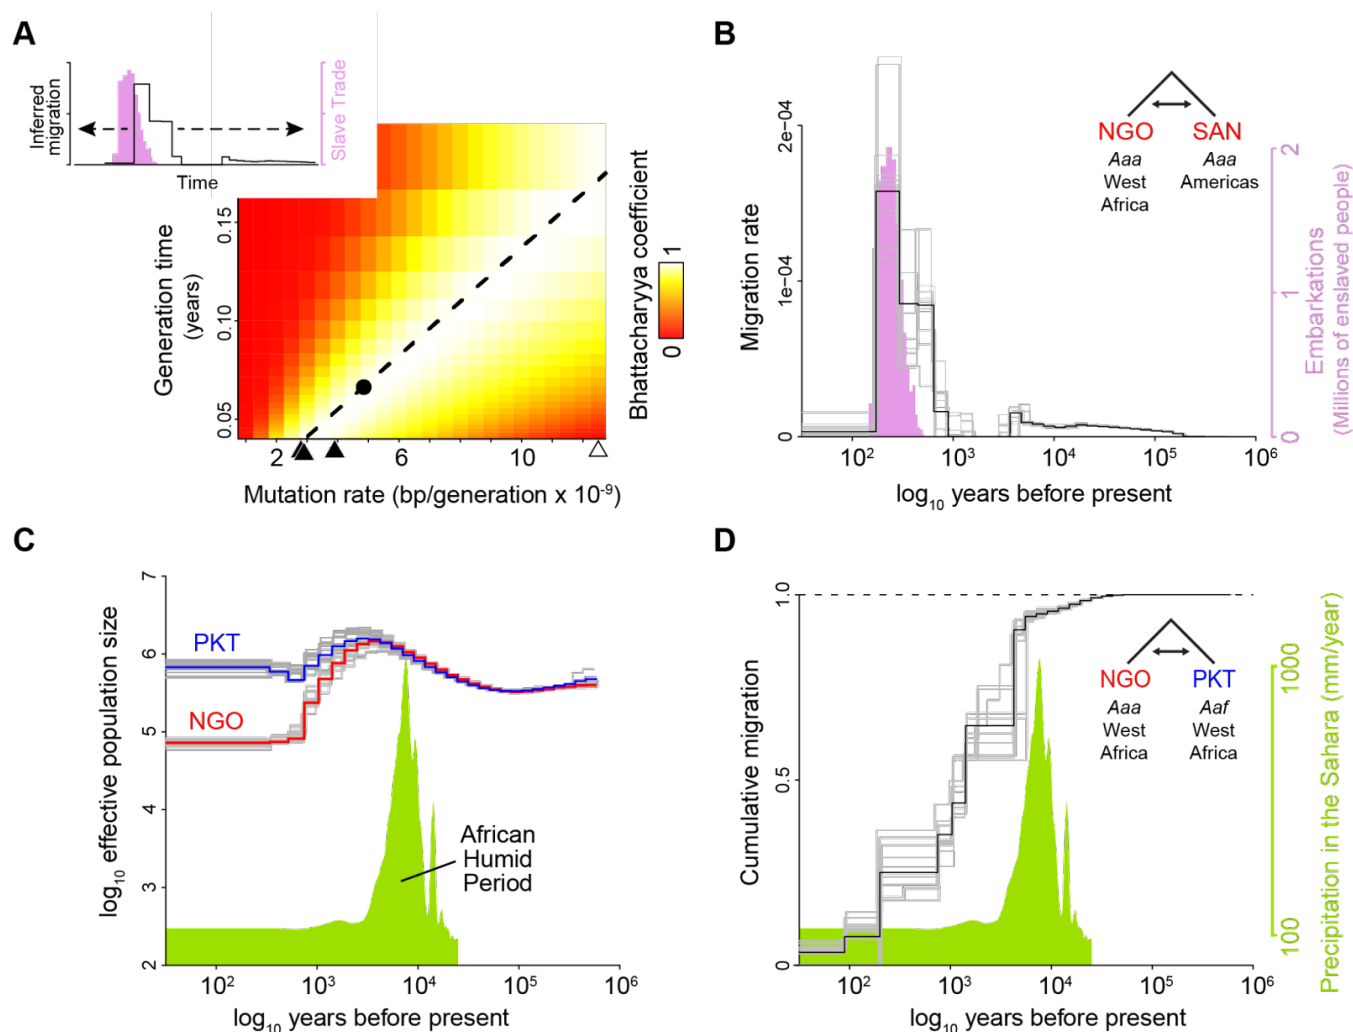 A
Inferred
migration
Slave Trade
Time
Generation time
(years)
0.15
0.10
0.05
2
6
10
Mutation rate (bp/generation x 10⁻⁹)
Bhattacharyya coefficient
0
1
B
Migration rate
0
1e−04
2e−04
NGO
SAN
Aaa
Aaa
West
Americas
Africa
0
1
2
Embarkations
(Millions of enslaved people)
10²
10³
10⁴
10⁵
10⁶
log₁₀ years before present
C
log₁₀ effective population size
2
3
4
5
6
7
PKT
NGO
African
Humid
Period
10²
10³
10⁴
10⁵
10⁶
log₁₀ years before present
D
Cumulative migration
0
0.5
1.0
NGO
PKT
Aaa
Aaf
West
West
Africa
Africa
100
1000
Precipitation in the Sahara (mm/year)
10²
10³
10⁴
10⁵
10⁶
log₁₀ years before present